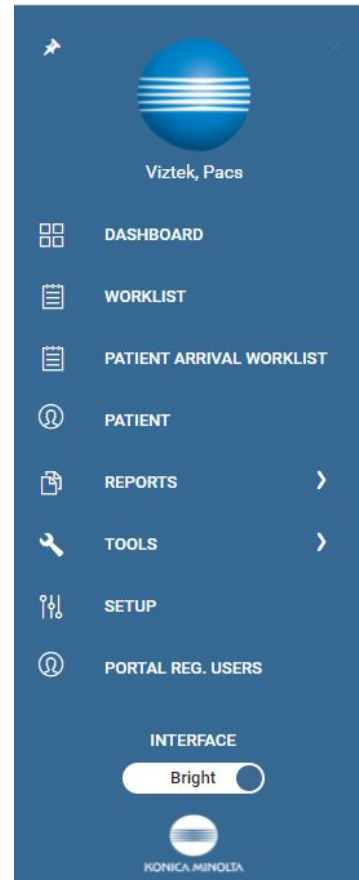 Viztek, Pacs
DASHBOARD
WORKLIST
PATIENT ARRIVAL WORKLIST
PATIENT
REPORTS
TOOLS
SETUP
PORTAL REG. USERS
INTERFACE
Bright
KONICA MINOLTA